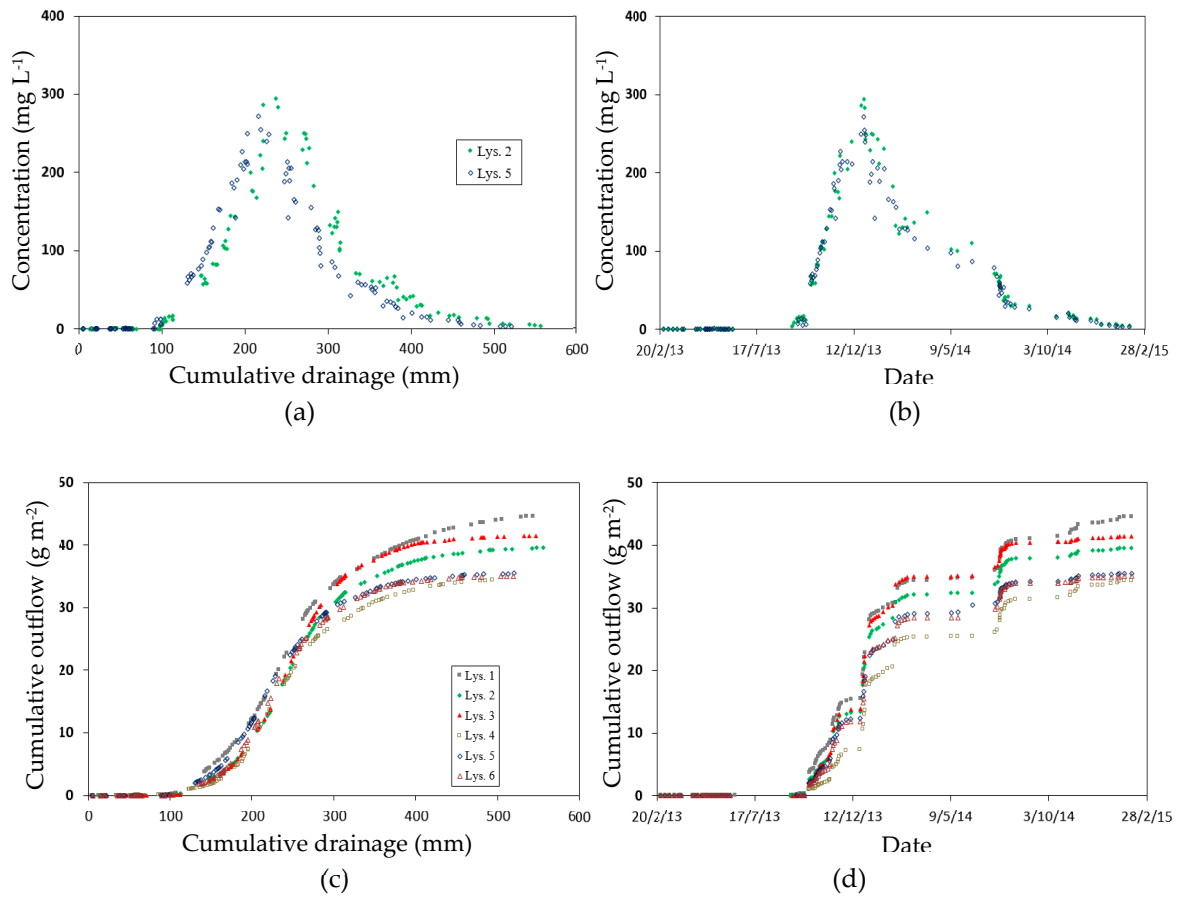 400
300
200
100
0
Concentration (mg L-1)
Lys. 2
Lys. 5
0 100 200 300 400 500 600
Cumulative drainage (mm)
(a)
400
300
200
100
0
Concentration (mg L-1)
20/2/13 17/7/13 12/12/13 9/5/14 3/10/14 28/2/15
Date
(b)
50
40
30
20
10
0
Cumulative outflow (g m-2)
Lys. 1
Lys. 2
Lys. 3
Lys. 4
Lys. 5
Lys. 6
0 100 200 300 400 500 600
Cumulative drainage (mm)
(c)
50
40
30
20
10
0
Cumulative outflow (g m-2)
20/2/13 17/7/13 12/12/13 9/5/14 3/10/14 28/2/15
Date
(d)